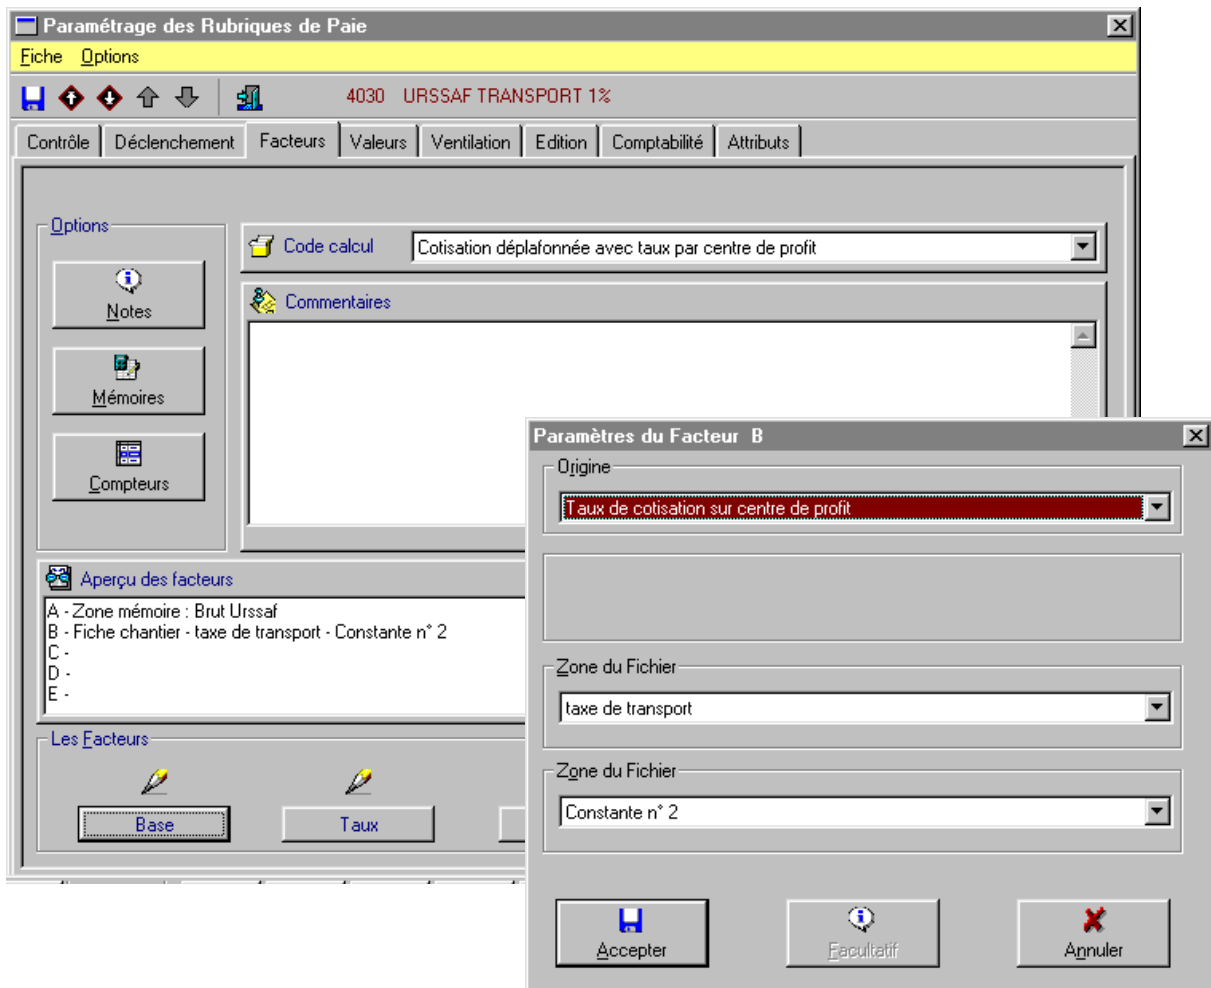 Paramétrage des Rubriques de Paie
Fiche Options
4030 URSSAF TRANSPORT 1%
Contrôle Déclenchement Facteurs Valeurs Ventilation Edition Comptabilité Attributs
Options
Code calcul Cotisation déplafonnée avec taux par centre de profit
Notes
Commentaires
Mémoires
Compteurs
Aperçu des facteurs
A - Zone mémoire : Brut Urssaf
B - Fiche chantier - taxe de transport - Constante n° 2
C -
D -
E -
Les Facteurs
Base Taux
Paramètres du Facteur B
Origine
Taux de cotisation sur centre de profit
Zone du Fichier
taxe de transport
Zone du Fichier
Constante n° 2
Accepter Facultatif Annuler